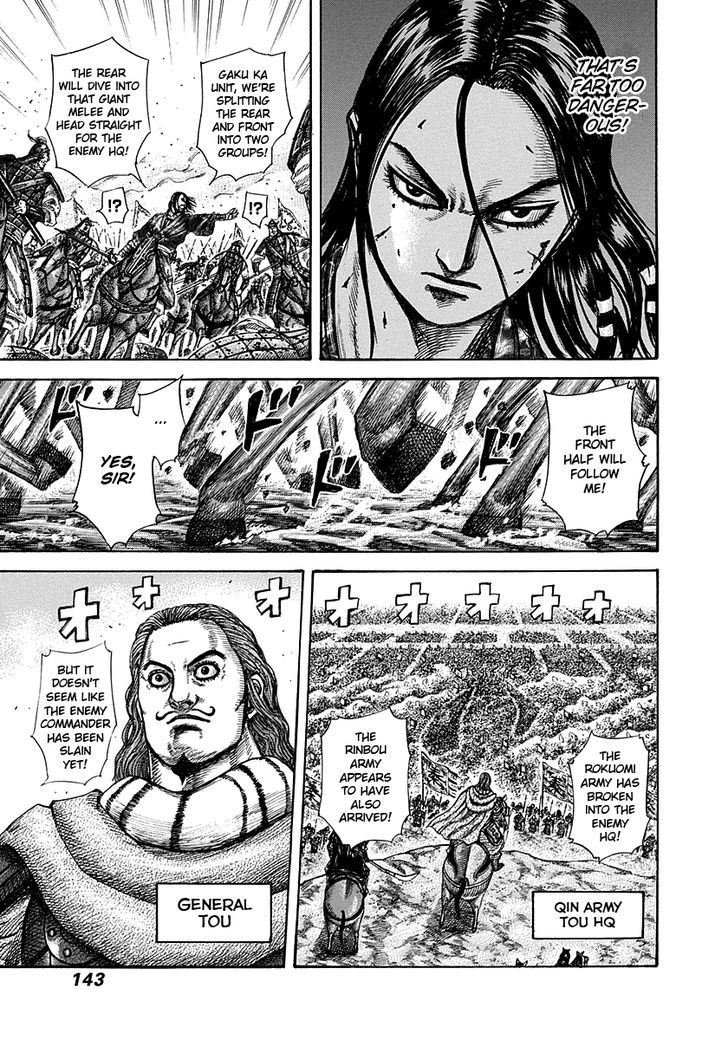 THAT'S
FAR TOO
DANGER-
OUS!
GAKU KA
UNIT, WE'RE
SPLITTING
THE REAR
AND FRONT
INTO TWO
GROUPS!
THE REAR
WILL DIVE INTO
THAT GIANT
MELEE AND
HEAD STRAIGHT
FOR THE
ENEMY HQ!
!?
!?
THE
FRONT
HALF WILL
FOLLOW
ME!
ドドド
...
YES,
SIR!
オオオオオ
THE
ROKUOMI
ARMY HAS
BROKEN
INTO THE
ENEMY
HQ!
THE
RINBOU
ARMY
APPEARS
TO HAVE
ALSO
ARRIVED!
QIN ARMY
TOU HQ
オオオ
BUT IT
DOESN'T
SEEM LIKE
THE ENEMY
COMMANDER
HAS BEEN
SLAIN
YET!
GENERAL
TOU
143